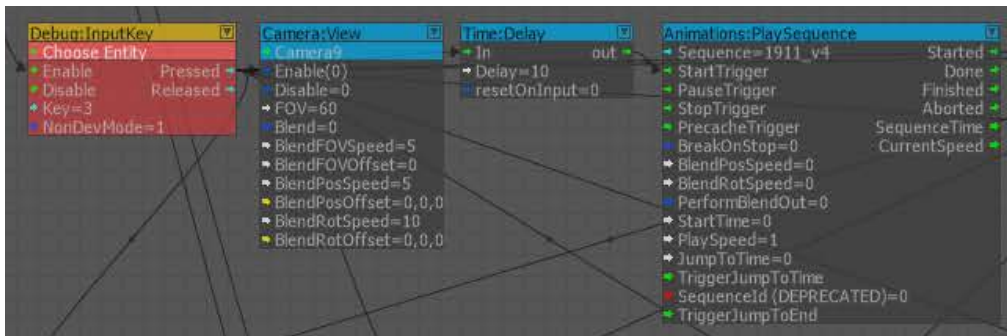 Debug:InputKey
Choose Entity
Enable Pressed
Disable Released
Key=3
NonDevMode=1
Camera:View
Camera9
Enable(0)
Disable=0
FOV=60
Blend=0
BlendFOVSpeed=5
BlendFOVOffset=0
BlendPosSpeed=5
BlendPosOffset=0,0,0
BlendRotSpeed=10
BlendRotOffset=0,0,0
Time:Delay
In out
Delay=10
resetOnInput=0
Animations:PlaySequence
Sequence=1911_v4 Started
StartTrigger Done
PauseTrigger Finished
StopTrigger Aborted
PrecacheTrigger SequenceTime
BreakOnStop=0 CurrentSpeed
BlendPosSpeed=0
BlendRotSpeed=0
PerformBlendOut=0
StartTime=0
PlaySpeed=1
JumpToTime=0
TriggerJumpToTime
SequenceId (DEPRECATED)=0
TriggerJumpToEnd